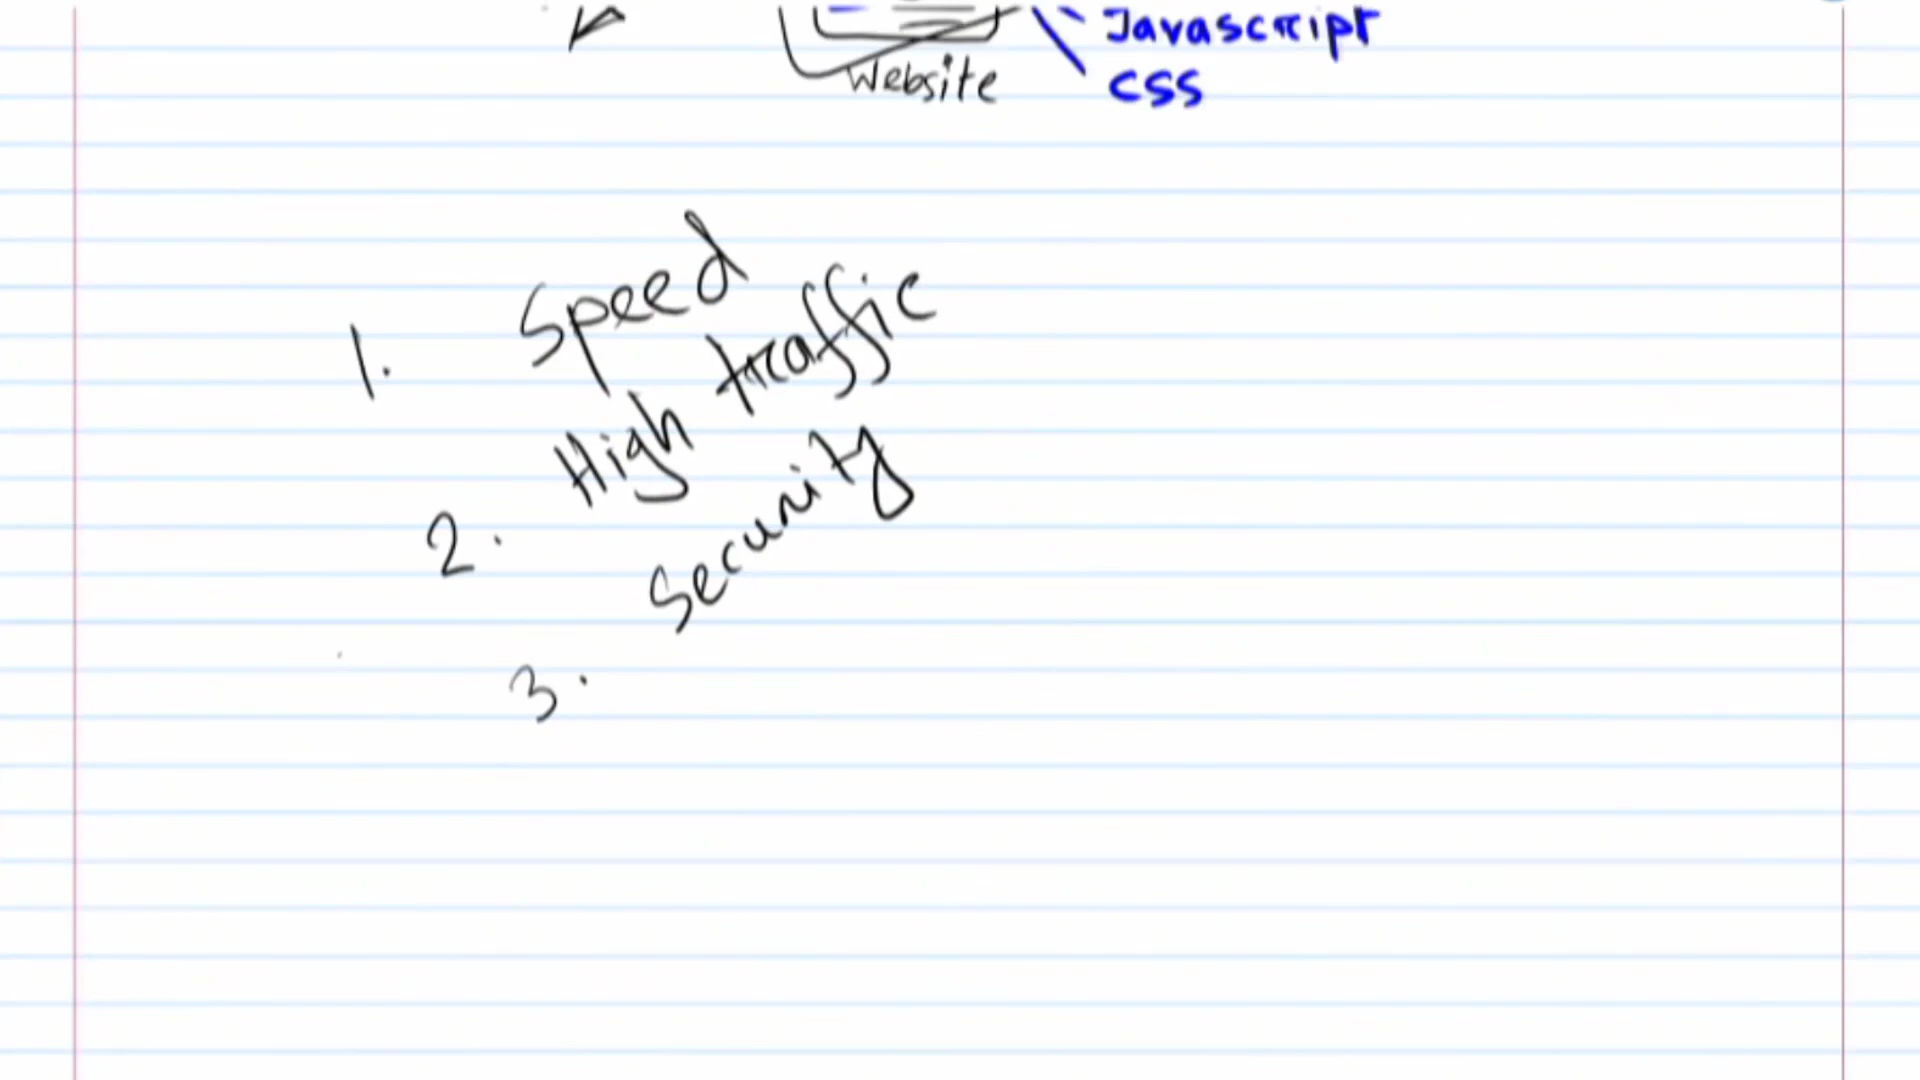 Javascript
Website
CSS
1. Speed
2. High traffic
3. Security